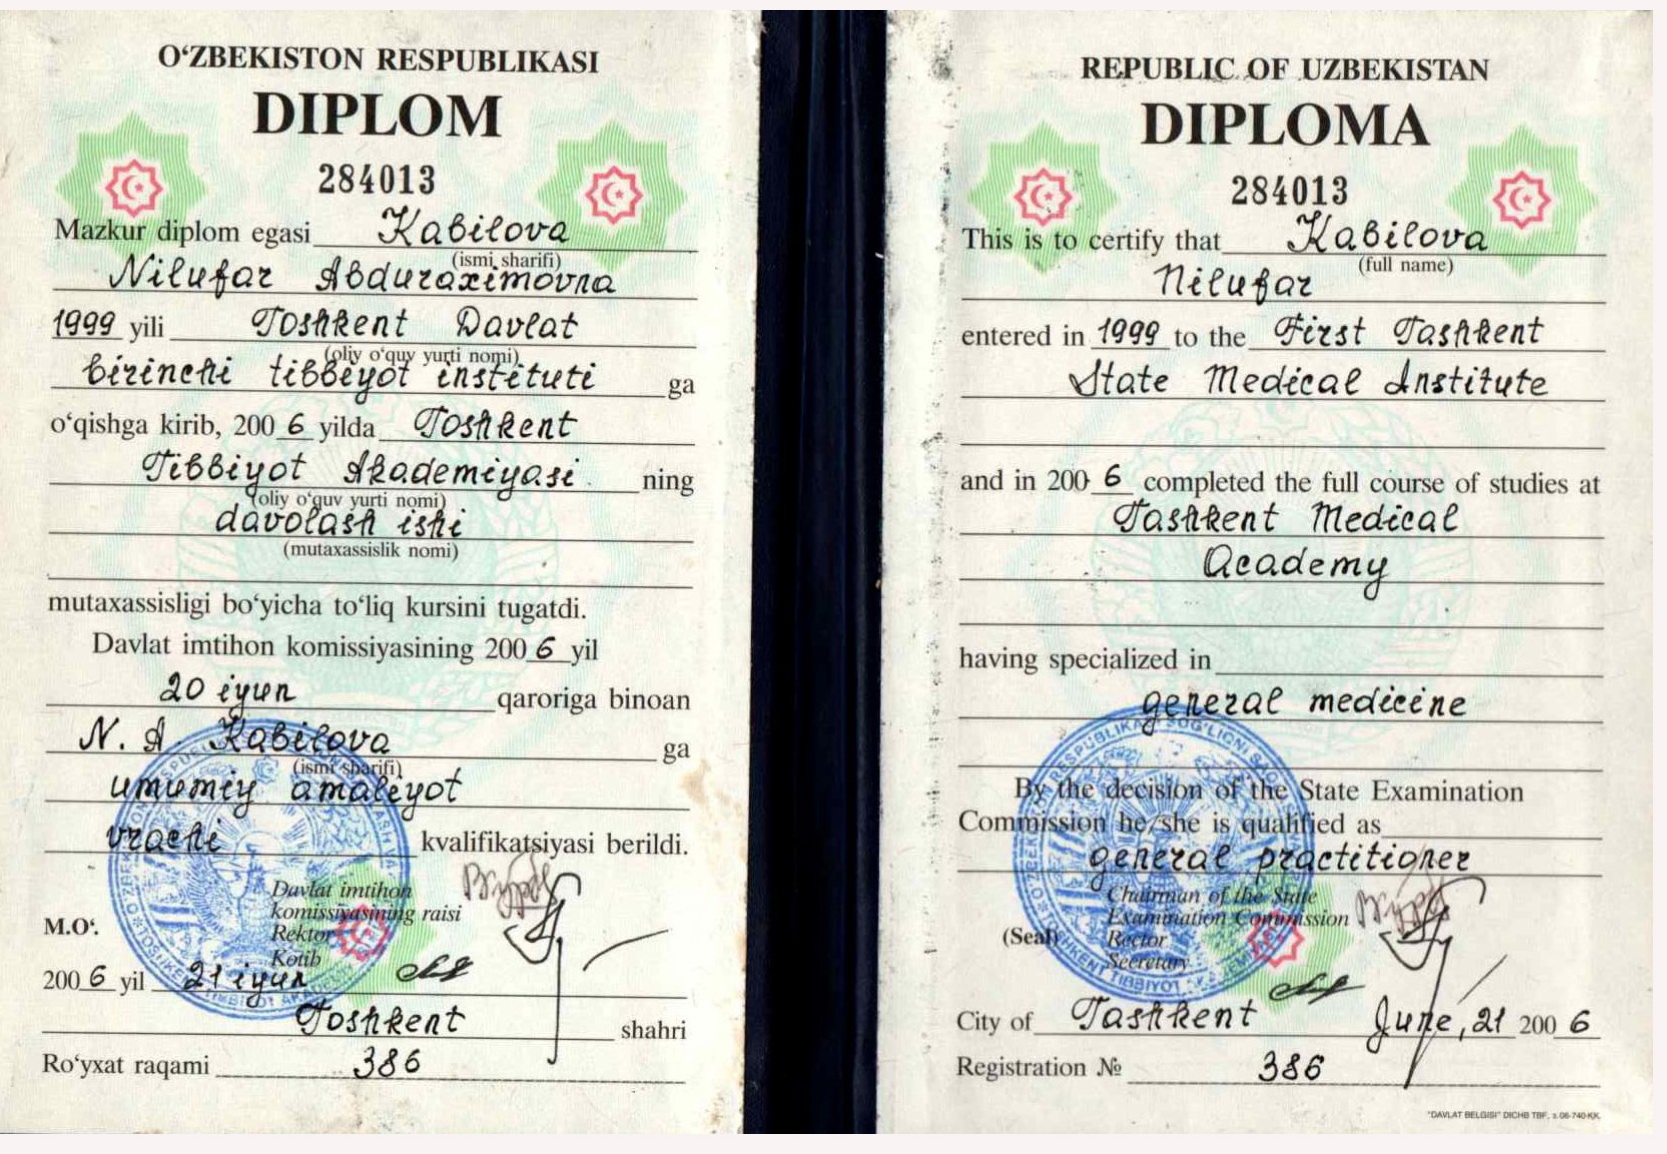 O‘ZBEKISTON RESPUBLIKASI
DIPLOM
284013
Mazkur diplom egasi Kabilova
(ismi sharifi)
Nilufar Abduraximovna
1999 yili Toshkent Davlat
(oliy o‘quv yurti nomi)
birinchi tibbiyot instituti ga
o‘qishga kirib, 2006 yilda Toshkent
Tibbiyot Akademiyasi ning
(oliy o‘quv yurti nomi)
davolash ishi
(mutaxassislik nomi)
mutaxassisligi bo‘yicha to‘liq kursini tugatdi.
Davlat imtihon komissiyasining 2006 yil
20 iyun qaroriga binoan
N. A. Kabilova ga
(ismi sharifi)
umumiy amaliyot
vrachi kvalifikatsiyasi berildi.
Davlat imtihon
komissiyasining raisi
M.O‘.
Rektor
Kotib
2006 yil 21 iyun
Toshkent shahri
Ro‘yxat raqami 386
REPUBLIC OF UZBEKISTAN
DIPLOMA
284013
This is to certify that Kabilova
(full name)
Nilufar
entered in 1999 to the First Tashkent
State Medical Institute
and in 2006 completed the full course of studies at
Tashkent Medical
Academy
having specialized in
general medicine
By the decision of the State Examination
Commission he/she is qualified as
general practitioner
Chairman of the State
Examination Commission
(Seal) Rector
Secretary
City of Tashkent June, 21 2006
Registration № 386
"DAVLAT BELGISI" DICHB TBF, z.06-740-KK.